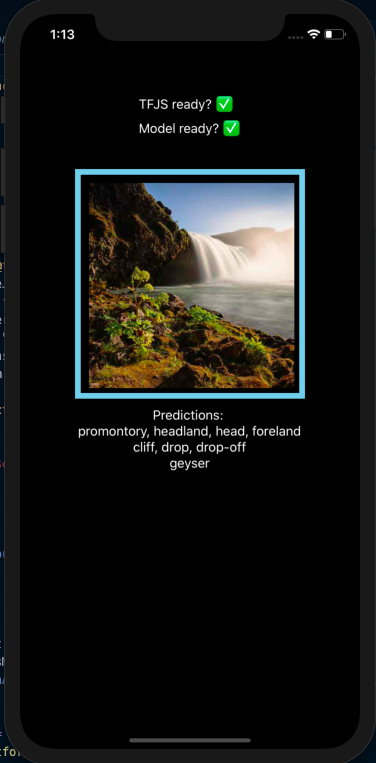 1:13
TFJS ready? ✅
Model ready? ✅
Predictions:
promontory, headland, head, foreland
cliff, drop, drop-off
geyser